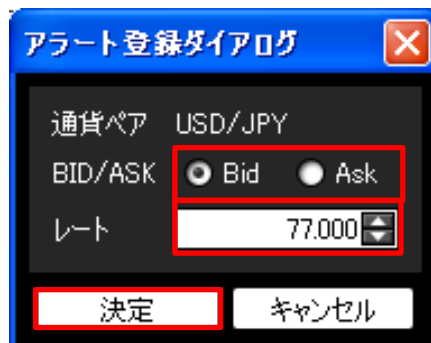 アラート登録ダイアログ
通貨ペア USD/JPY
BID/ASK Bid Ask
レート 77.000
決定 キャンセル